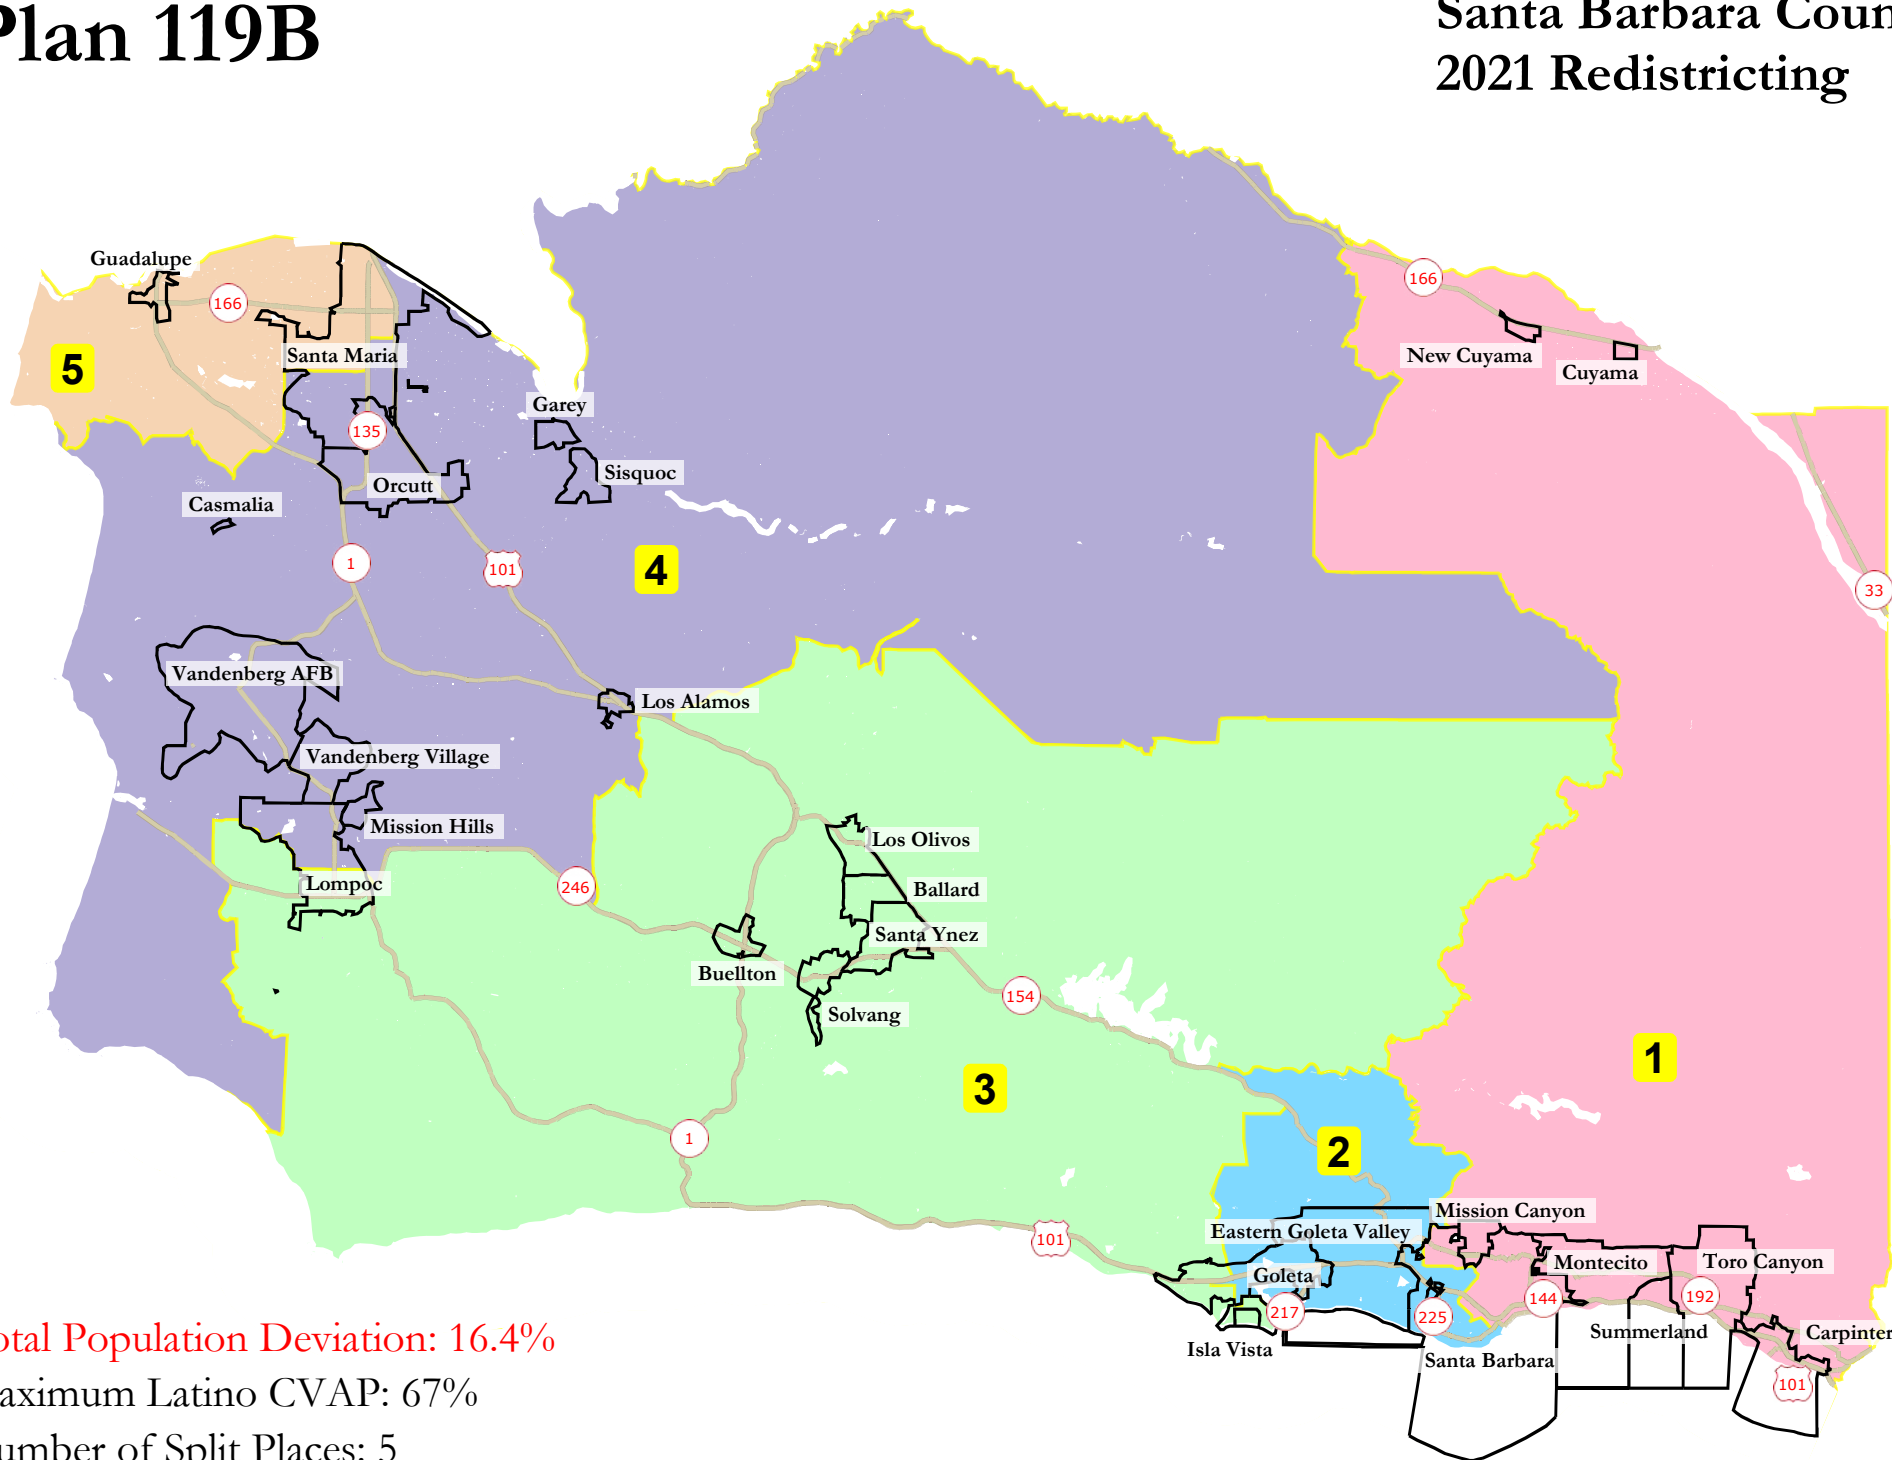 Plan 119B
Santa Barbara Coun
2021 Redistricting
Guadalupe
166
5
Santa Maria
166
New Cuyama
Cuyama
Garey
135
Sisquoc
Orcutt
Casmalia
1
101
4
33
Vandenberg AFB
Los Alamos
Vandenberg Village
Mission Hills
Los Olivos
Lompoc
246
Ballard
Santa Ynez
Buellton
154
Solvang
1
3
1
2
Mission Canyon
Eastern Goleta Valley
101
Goleta
Montecito
Toro Canyon
217
225
144
192
Isla Vista
Summerland
Carpinter
Santa Barbara
101
otal Population Deviation: 16.4%
aximum Latino CVAP: 67%
umber of Split Places: 5